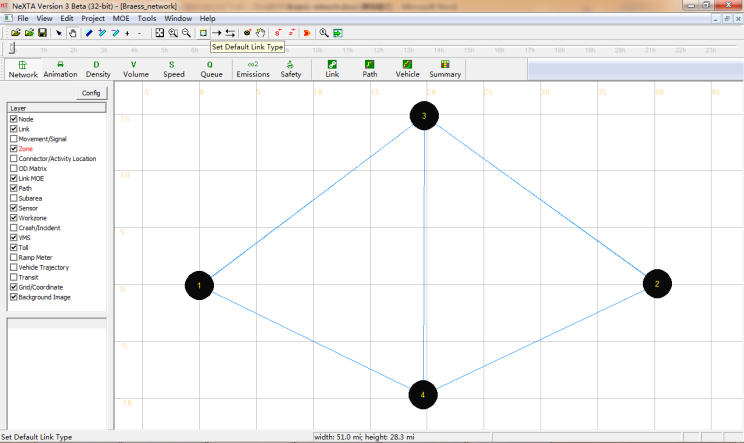 NeXTA Version 3 Beta (32-bit) - [Braess_network]
File View Edit Project MOE Tools Window Help
Set Default Link Type
1h 2h 3h 4h 5h 6h 10h 11h 12h 13h 14h 15h 16h 17h 18h 19h 20h 21h 22h 23h
Network Animation Density Volume Speed Queue Emissions Safety Link Path Vehicle Summary
Config
Layer
Node
Link
Movement/Signal
Zone
Connector/Activity Location
OD Matrix
Link MOE
Path
Subarea
Sensor
Workzone
Crash/Incident
VMS
Toll
Ramp Meter
Vehicle Trajectory
Transit
Grid/Coordinate
Background Image
5 0 5 10 15 20 25 30 35 40 45
15
10
5
0
-5
-10
3
1
2
4
Set Default Link Type
width: 51.0 mi; height: 28.3 mi